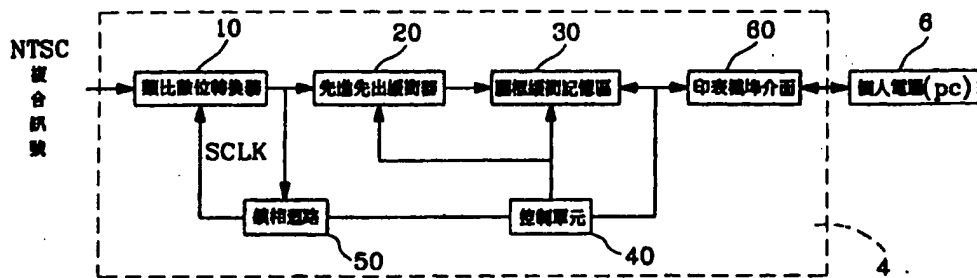 10
20
30
60
6
NTSC
複合訊號
類比數位轉換器
先進先出緩衝器
圖框緩衝記憶區
印表機埠介面
個人電腦(pc)
SCLK
鎖相迴路
控制單元
50
40
4